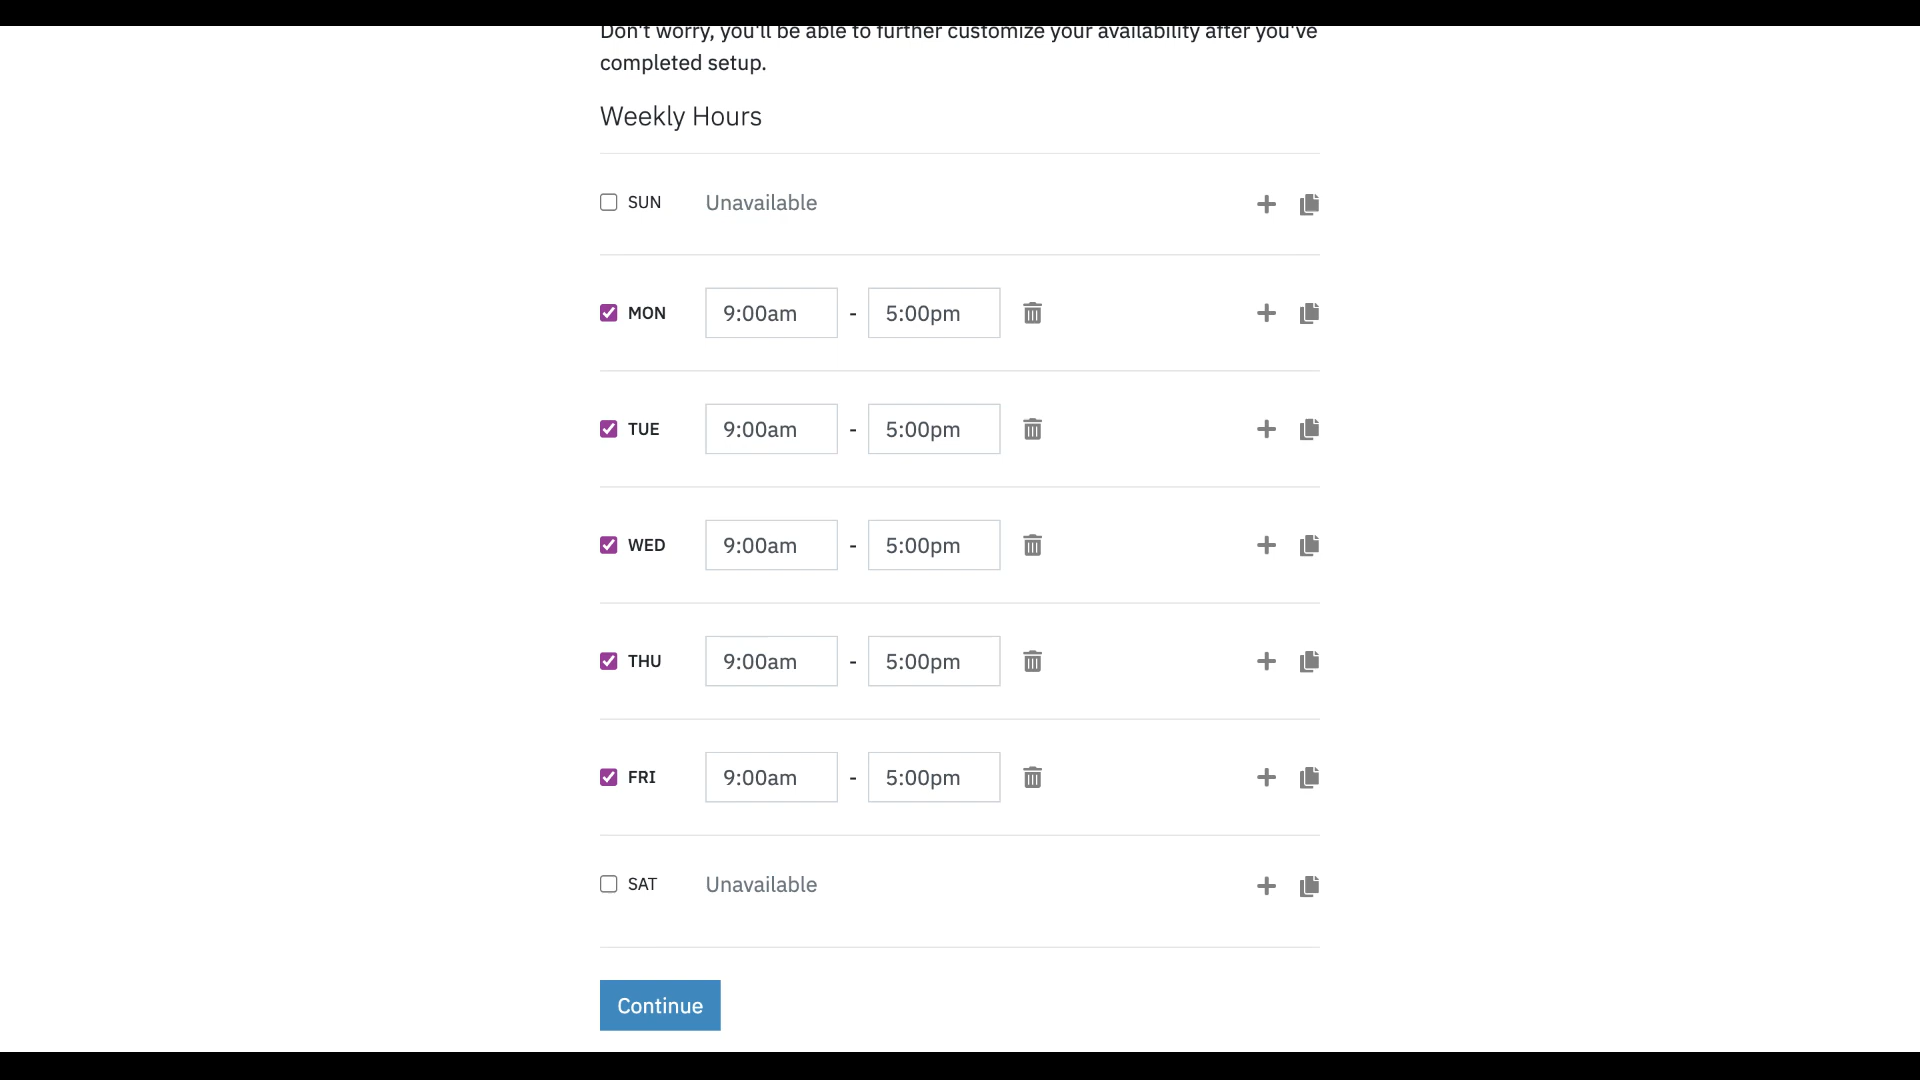 Don't worry, you'll be able to further customize your availability after you've
completed setup.
Weekly Hours
SUN Unavailable
MON 9:00am - 5:00pm
TUE 9:00am - 5:00pm
WED 9:00am - 5:00pm
THU 9:00am - 5:00pm
FRI 9:00am - 5:00pm
SAT Unavailable
Continue